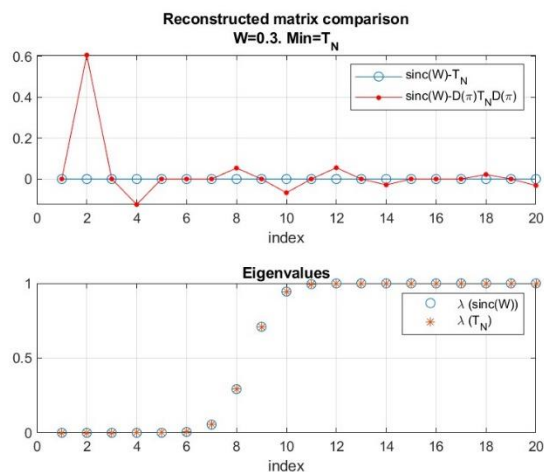 Reconstructed matrix comparison
W=0.3. Min=T_N
0.6
0.4
0.2
0
sinc(W)-T_N
sinc(W)-D(π)T_ND(π)
0 2 4 6 8 10 12 14 16 18 20
index
Eigenvalues
1
0.5
0
λ (sinc(W))
λ (T_N)
0 2 4 6 8 10 12 14 16 18 20
index